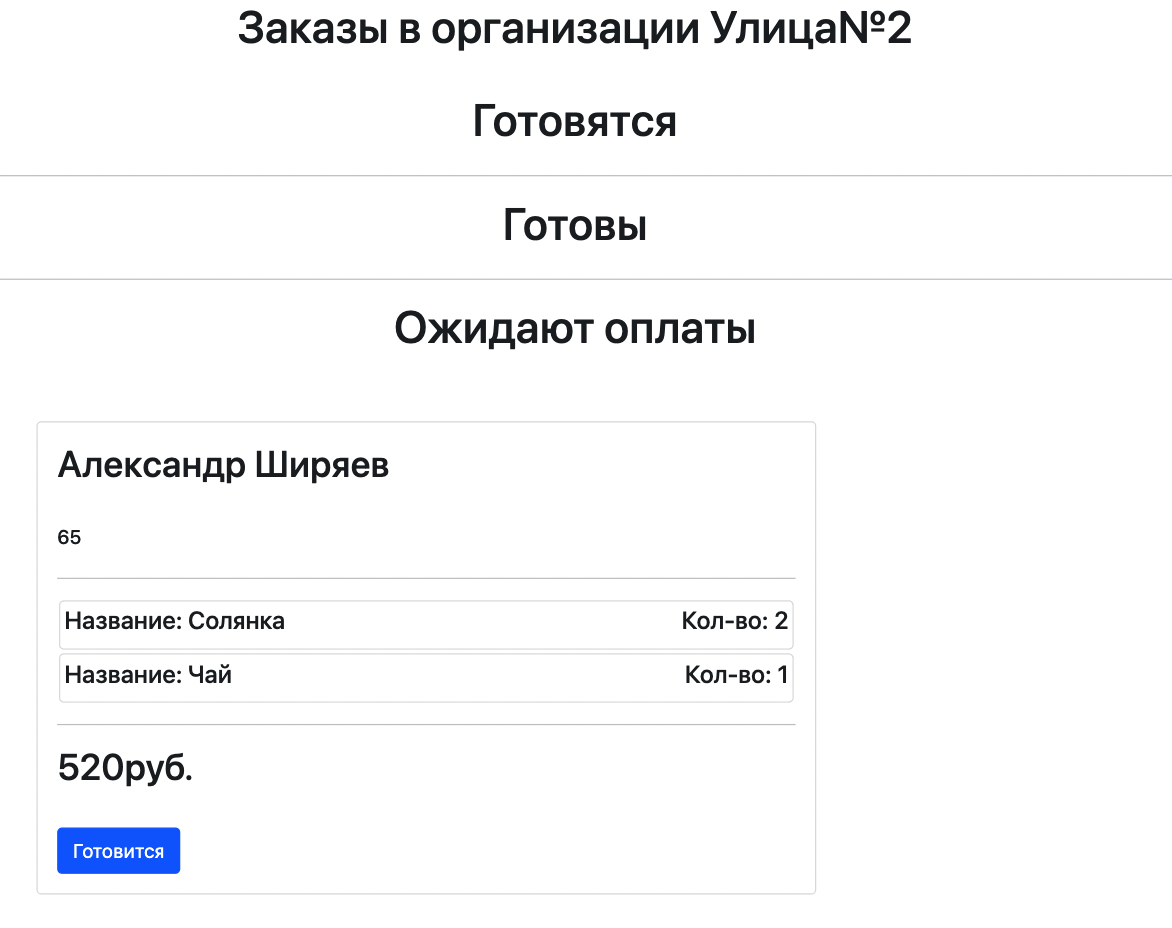 Заказы в организации Улица№2
Готовятся
Готовы
Ожидают оплаты
Александр Ширяев
65
Название: Солянка Кол-во: 2
Название: Чай Кол-во: 1
520руб.
Готовится